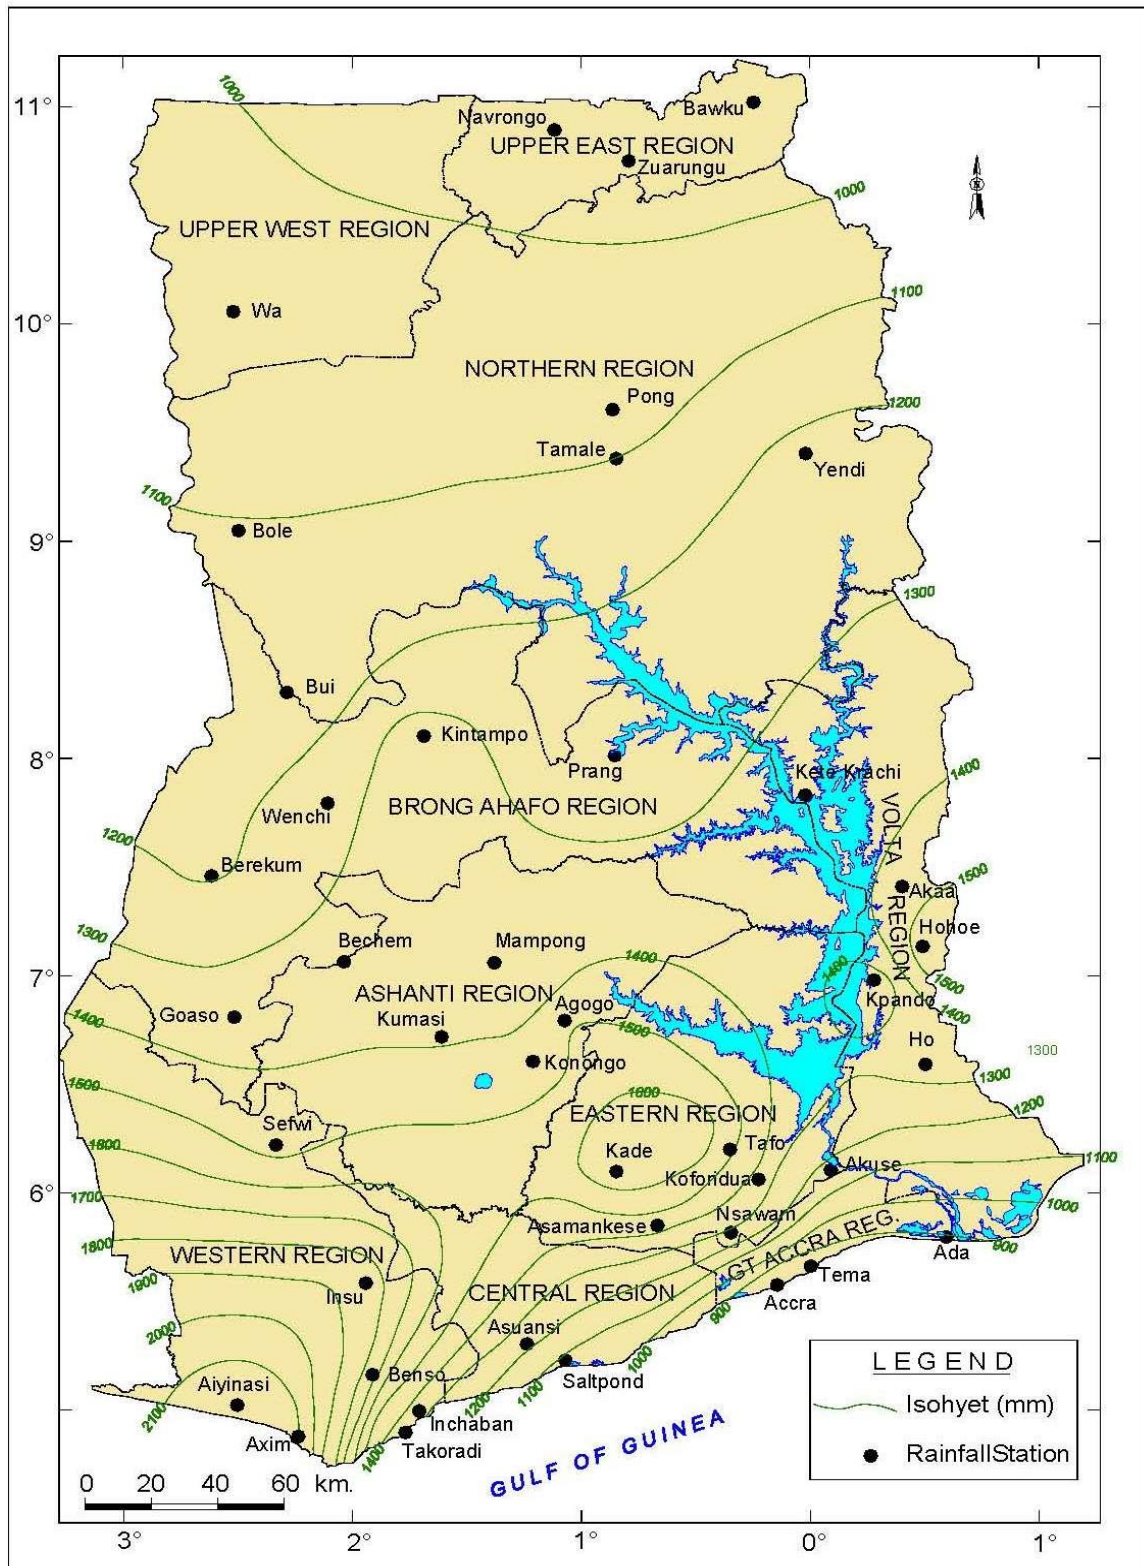 1000
11°
Navrongo
Bawku
UPPER EAST REGION
Zuarungu
1000
UPPER WEST REGION
1100
Wa
10°
NORTHERN REGION
Pong
1200
Tamale
Yendi
1100
Bole
9°
1300
Bui
Kintampo
8°
Prang
Kete Krachi
1400
Wenchi
BRONG AHAFO REGION
VOLTA REGION
1200
Berekum
Akaa
1500
1300
Bechem
Mampong
Hohoe
7°
1400
1400
1500
ASHANTI REGION
Kpando
1400
Goaso
Agogo
1400
Kumasi
1500
Ho
1300
Konongo
1500
1300
1600
1200
Sefwi
EASTERN REGION
Tafo
1800
Kade
Akuse
1100
Koforidua
6°
1700
1000
Asamankese
Nsawam
1800
WESTERN REGION
GT ACCRA REG.
Ada
900
1900
Insu
CENTRAL REGION
Tema
Accra
2000
Asuansi
900
1000
LEGEND
Benso
Saltpond
Aiyinasi
1100
Isohyet (mm)
2100
1200
Inchaban
Axim
Takoradi
1400
GULF OF GUINEA
RainfallStation
0 20 40 60 km.
3° 2° 1° 0° 1°